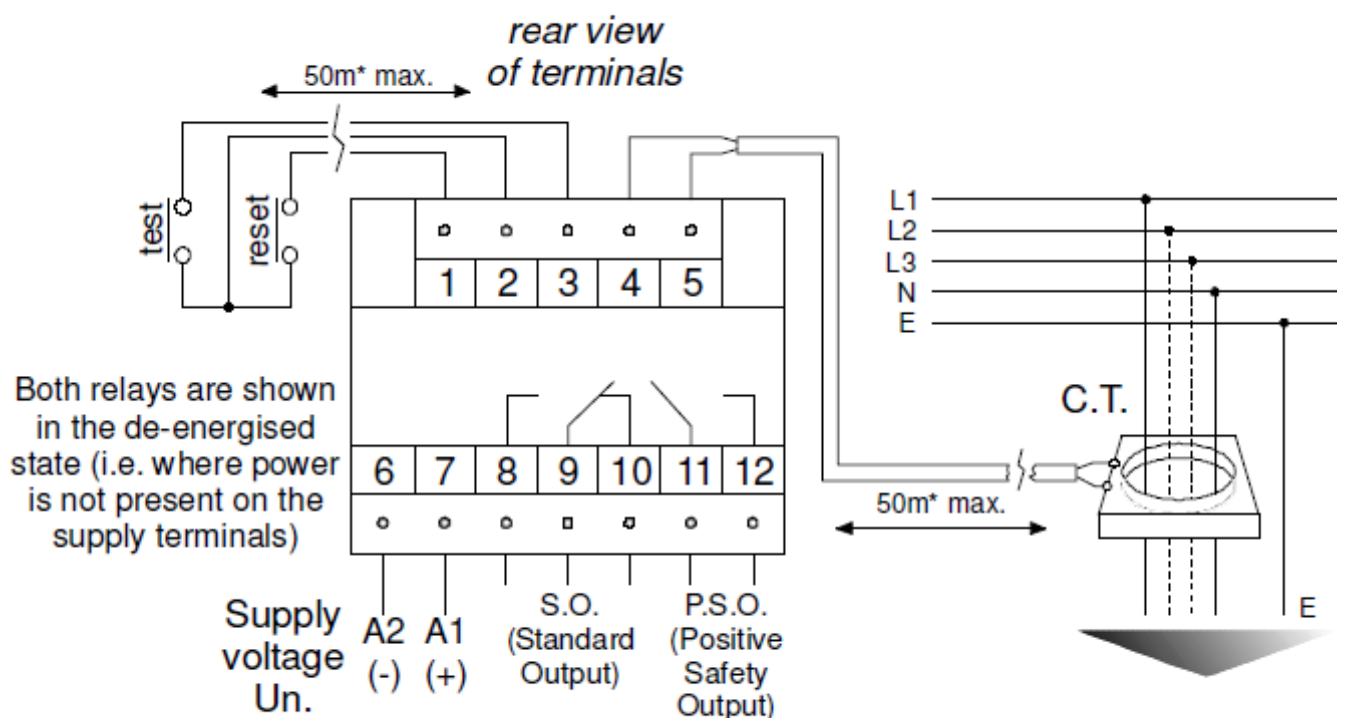 rear view
of terminals
50m* max.
test
reset
1 2 3 4 5
L1
L2
L3
N
E
Both relays are shown
in the de-energised
state (i.e. where power
is not present on the
supply terminals)
C.T.
6 7 8 9 10 11 12
50m* max.
Supply
voltage
Un.
A2
(-)
A1
(+)
S.O.
(Standard
Output)
P.S.O.
(Positive
Safety
Output)
E